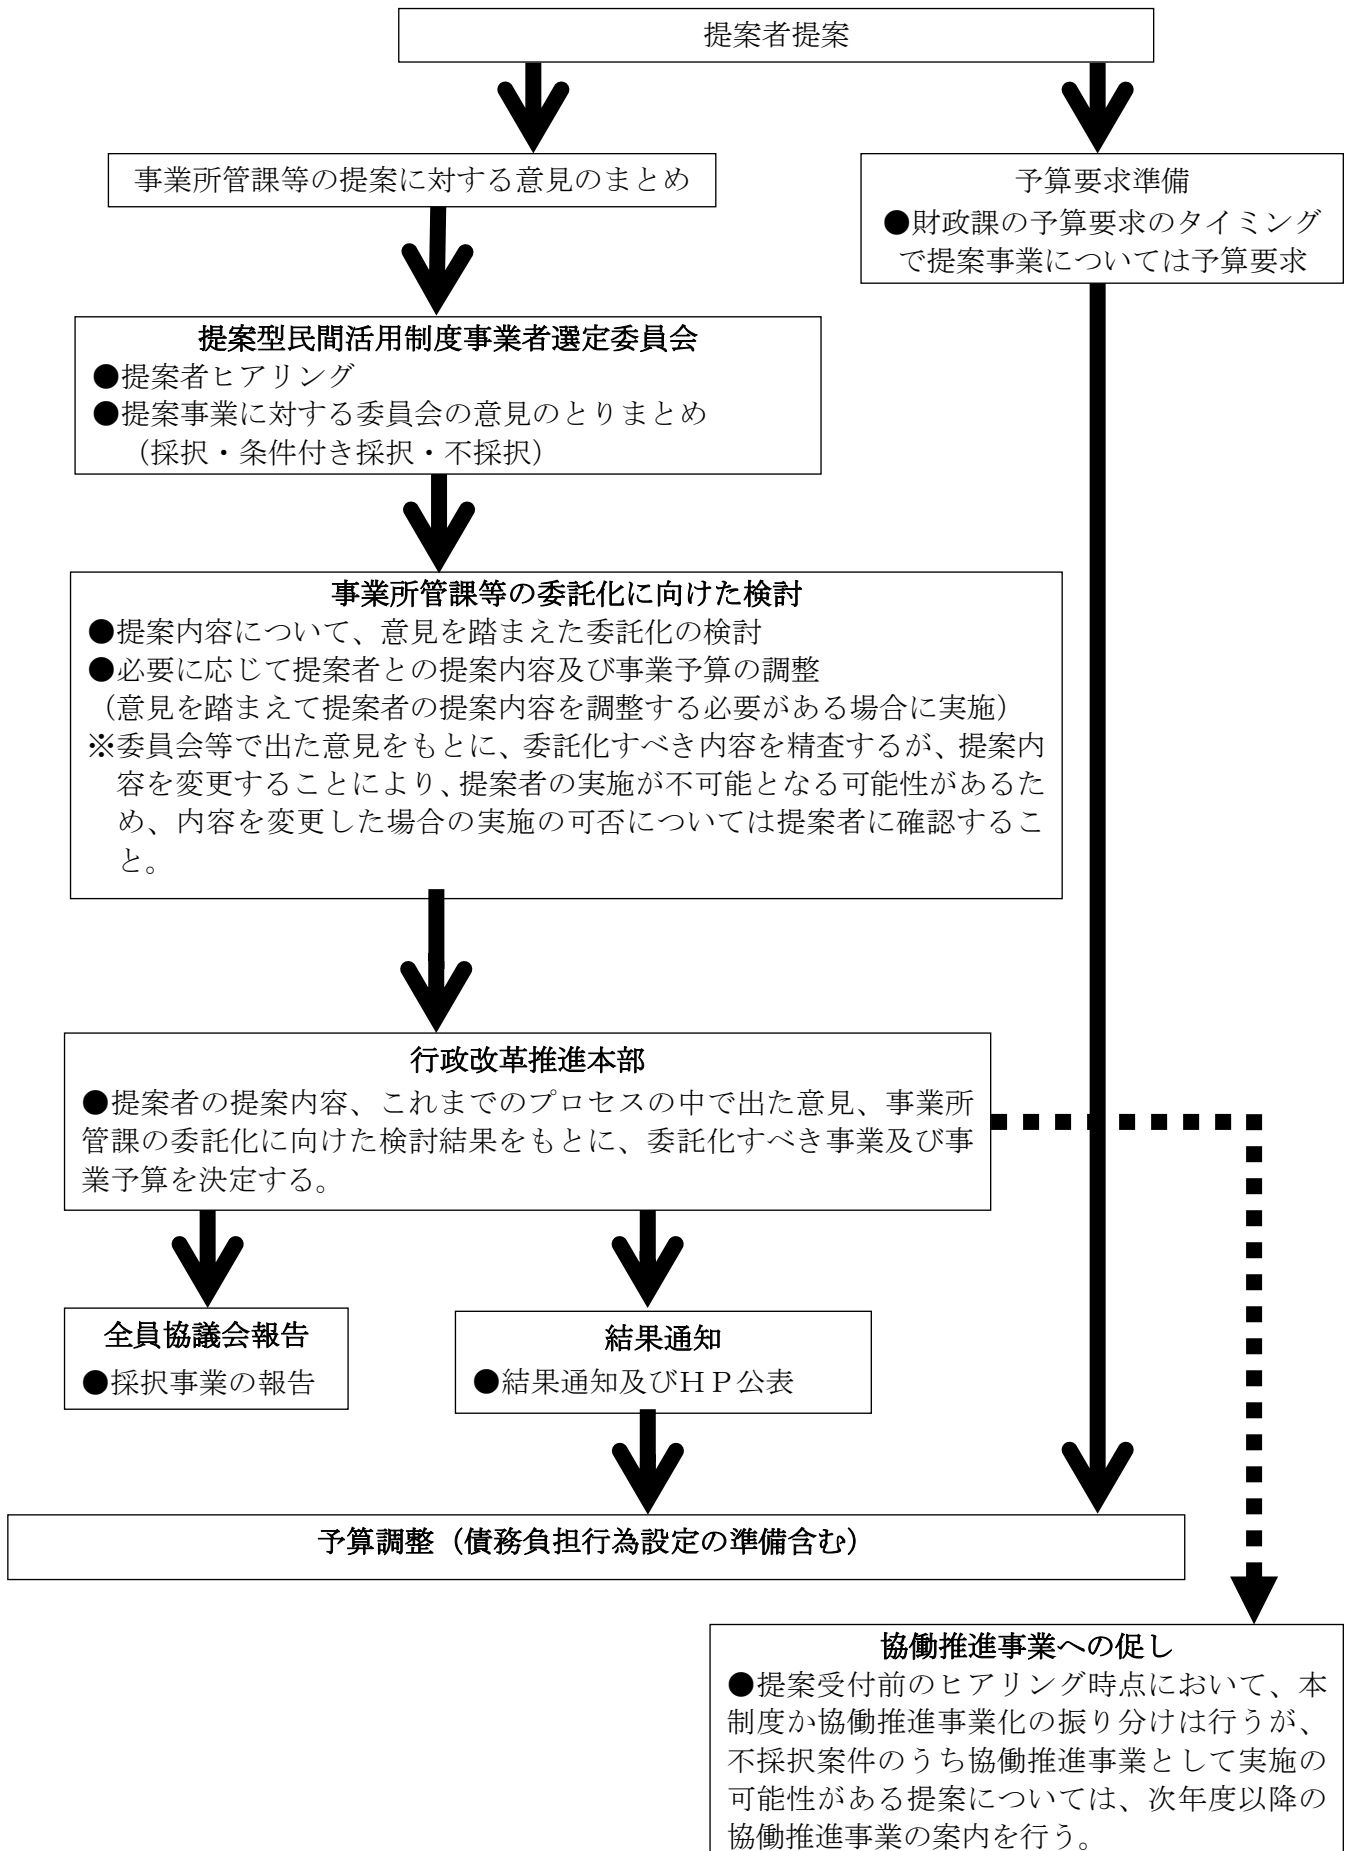 提案者提案
事業所管課等の提案に対する意見のまとめ
予算要求準備
●財政課の予算要求のタイミング
で提案事業については予算要求
提案型民間活用制度事業者選定委員会
●提案者ヒアリング
●提案事業に対する委員会の意見のとりまとめ
（採択・条件付き採択・不採択）
事業所管課等の委託化に向けた検討
●提案内容について、意見を踏まえた委託化の検討
●必要に応じて提案者との提案内容及び事業予算の調整
（意見を踏まえて提案者の提案内容を調整する必要がある場合に実施）
※委員会等で出た意見をもとに、委託化すべき内容を精査するが、提案内
容を変更することにより、提案者の実施が不可能となる可能性があるた
め、内容を変更した場合の実施の可否については提案者に確認するこ
と。
行政改革推進本部
●提案者の提案内容、これまでのプロセスの中で出た意見、事業所
管課の委託化に向けた検討結果をもとに、委託化すべき事業及び事
業予算を決定する。
全員協議会報告
●採択事業の報告
結果通知
●結果通知及びＨＰ公表
予算調整（債務負担行為設定の準備含む）
協働推進事業への促し
●提案受付前のヒアリング時点において、本
制度か協働推進事業化の振り分けは行うが、
不採択案件のうち協働推進事業として実施の
可能性がある提案については、次年度以降の
協働推進事業の案内を行う。